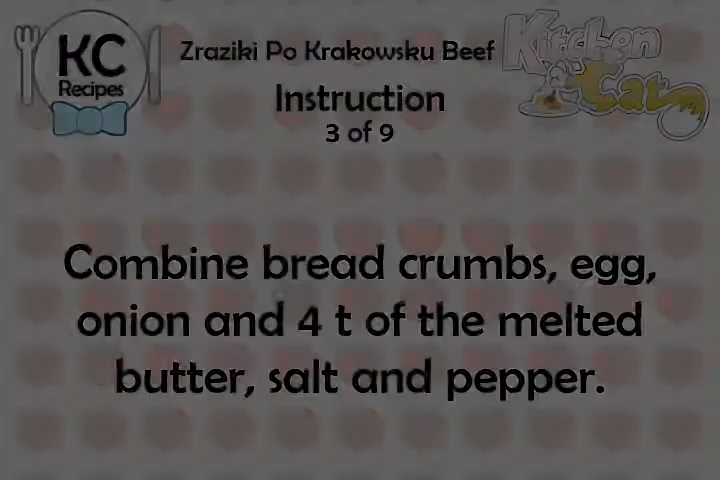 KC
Recipes
Zraziki Po Krakowsku Beef
Kitchen
Cat
Instruction
3 of 9
Combine bread crumbs, egg,
onion and 4 t of the melted
butter, salt and pepper.